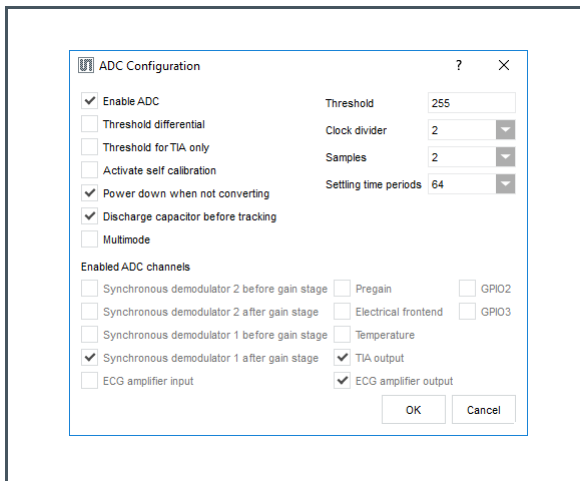 ADC Configuration ?
Enable ADC
Threshold differential
Threshold for TIA only
Activate self calibration
Power down when not converting
Discharge capacitor before tracking
Multimode
Threshold 255
Clock divider 2
Samples 2
Settling time periods 64
Enabled ADC channels
Synchronous demodulator 2 before gain stage Pregain GPIO2
Synchronous demodulator 2 after gain stage Electrical frontend GPIO3
Synchronous demodulator 1 before gain stage Temperature
Synchronous demodulator 1 after gain stage TIA output
ECG amplifier input ECG amplifier output
OK Cancel